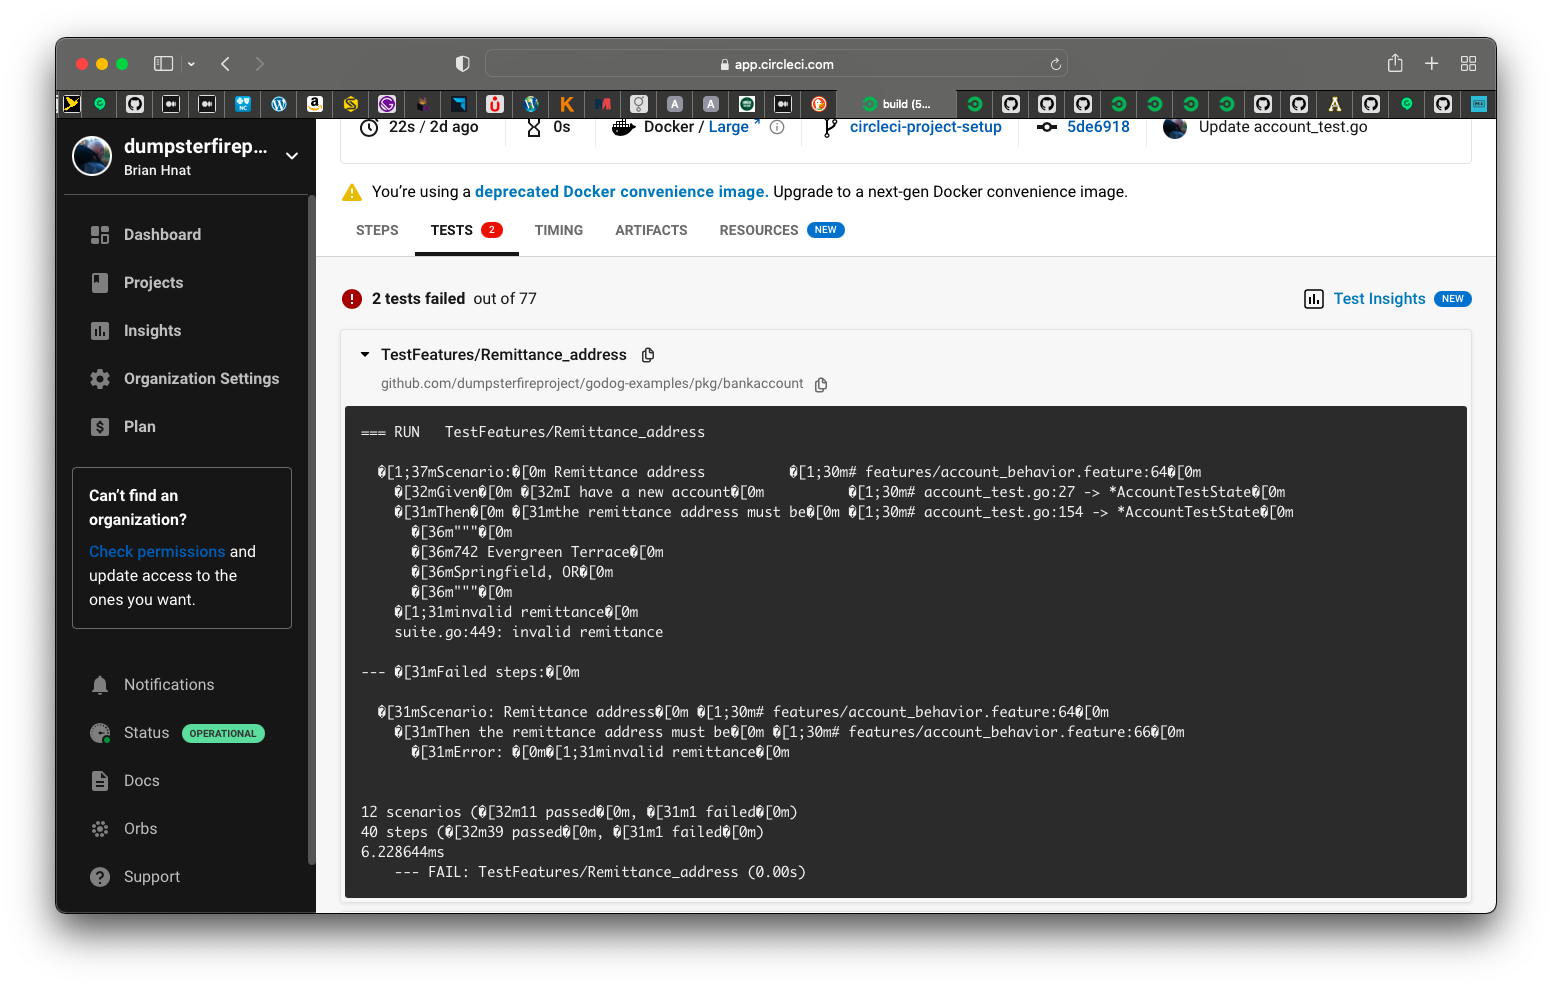 app.circleci.com
build (5...
dumpsterfirep...
Brian Hnat
Dashboard
Projects
Insights
Organization Settings
Plan
Can't find an
organization?
Check permissions and
update access to the
ones you want.
Notifications
Status OPERATIONAL
Docs
Orbs
Support
22s / 2d ago 0s Docker / Large circleci-project-setup 5de6918 Update account_test.go
You're using a deprecated Docker convenience image. Upgrade to a next-gen Docker convenience image.
STEPS TESTS 2 TIMING ARTIFACTS RESOURCES NEW
2 tests failed out of 77 Test Insights NEW
TestFeatures/Remittance_address
github.com/dumpsterfireproject/godog-examples/pkg/bankaccount
=== RUN   TestFeatures/Remittance_address
�[1;37mScenario:�[0m Remittance address          �[1;30m# features/account_behavior.feature:64�[0m
�[32mGiven�[0m �[32mI have a new account�[0m          �[1;30m# account_test.go:27 -> *AccountTestState�[0m
�[31mThen�[0m �[31mthe remittance address must be�[0m �[1;30m# account_test.go:154 -> *AccountTestState�[0m
�[36m"""�[0m
�[36m742 Evergreen Terrace�[0m
�[36mSpringfield, OR�[0m
�[36m"""�[0m
�[1;31minvalid remittance�[0m
suite.go:449: invalid remittance
--- �[31mFailed steps:�[0m
�[31mScenario: Remittance address�[0m �[1;30m# features/account_behavior.feature:64�[0m
�[31mThen the remittance address must be�[0m �[1;30m# features/account_behavior.feature:66�[0m
�[31mError: �[0m�[1;31minvalid remittance�[0m
12 scenarios (�[32m11 passed�[0m, �[31m1 failed�[0m)
40 steps (�[32m39 passed�[0m, �[31m1 failed�[0m)
6.228644ms
--- FAIL: TestFeatures/Remittance_address (0.00s)